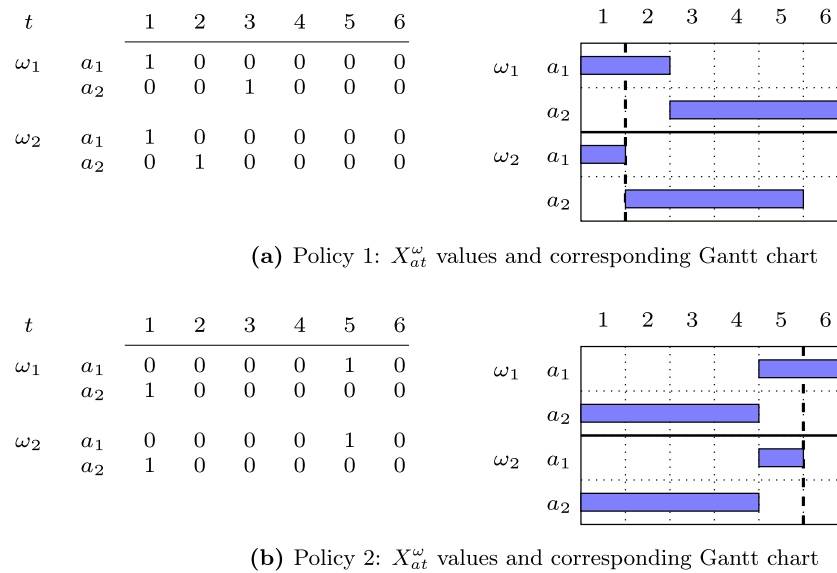 t 1 2 3 4 5 6
ω₁ a₁ 1 0 0 0 0 0
a₂ 0 0 1 0 0 0
ω₂ a₁ 1 0 0 0 0 0
a₂ 0 1 0 0 0 0
1 2 3 4 5 6
ω₁ a₁
a₂
ω₂ a₁
a₂
(a) Policy 1: X_{at}^{ω} values and corresponding Gantt chart
t 1 2 3 4 5 6
ω₁ a₁ 0 0 0 0 1 0
a₂ 1 0 0 0 0 0
ω₂ a₁ 0 0 0 0 1 0
a₂ 1 0 0 0 0 0
1 2 3 4 5 6
ω₁ a₁
a₂
ω₂ a₁
a₂
(b) Policy 2: X_{at}^{ω} values and corresponding Gantt chart